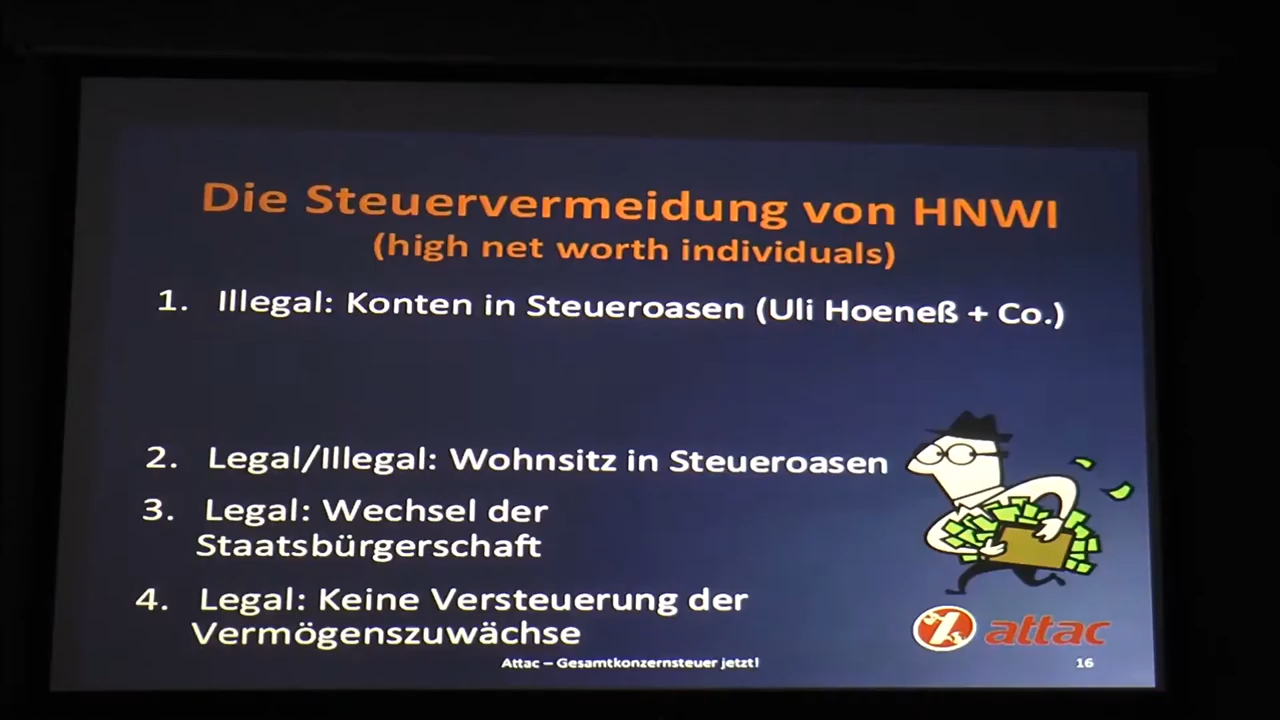 Die Steuervermeidung von HNWI
(high net worth individuals)
1. Illegal: Konten in Steueroasen (Uli Hoeneß + Co.)
2. Legal/Illegal: Wohnsitz in Steueroasen
3. Legal: Wechsel der
Staatsbürgerschaft
4. Legal: Keine Versteuerung der
Vermögenszuwächse
attac
Attac – Gesamtkonzernsteuer jetzt!
16